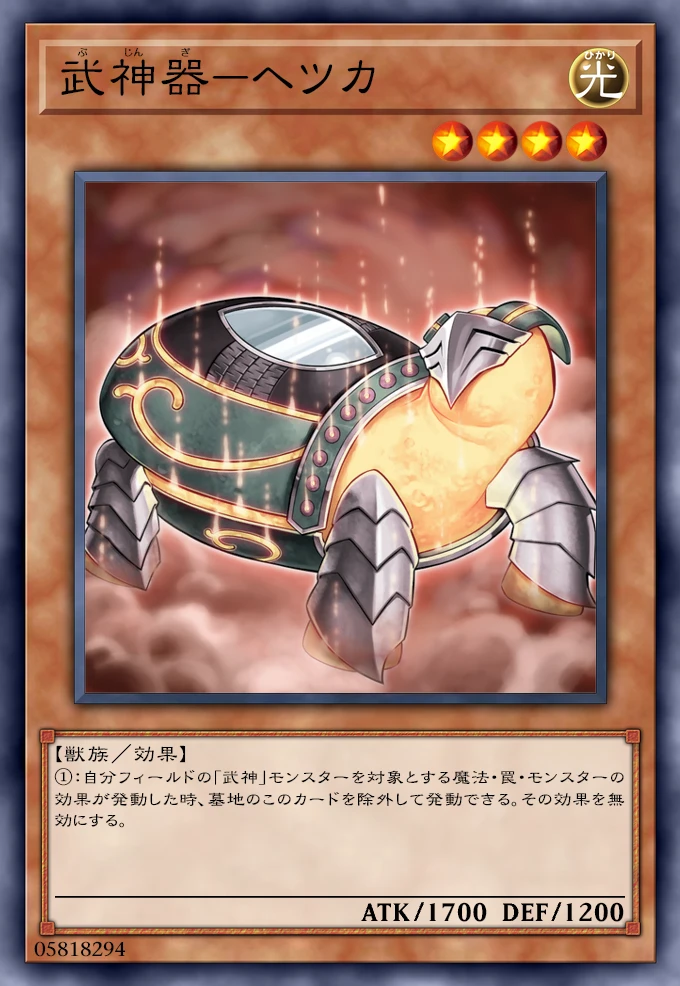 ぶ じん ぎ
武神器－ヘツカ
ひかり
光
【獣族／効果】
①：自分フィールドの「武神」モンスターを対象とする魔法・罠・モンスターの
効果が発動した時、墓地のこのカードを除外して発動できる。その効果を無
効にする。
ATK/1700 DEF/1200
05818294